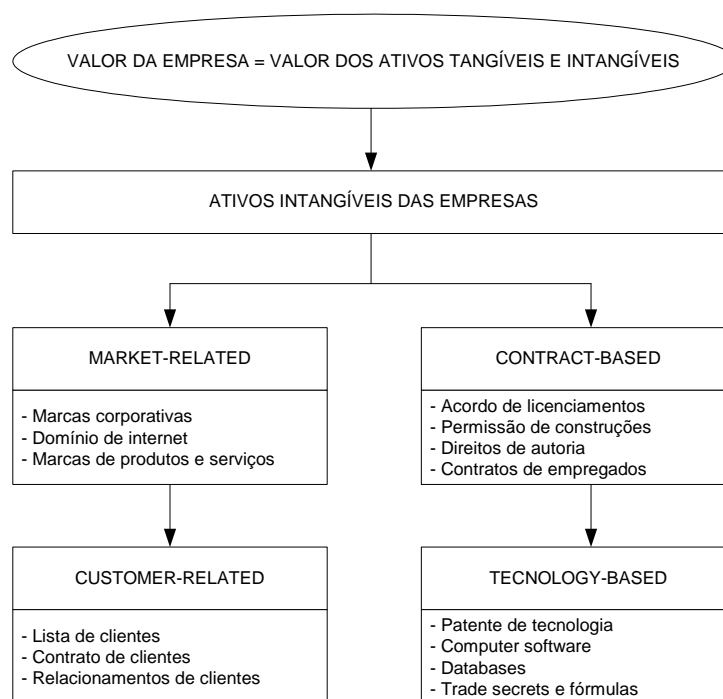 VALOR DA EMPRESA = VALOR DOS ATIVOS TANGÍVEIS E INTANGÍVEIS
ATIVOS INTANGÍVEIS DAS EMPRESAS
MARKET-RELATED
- Marcas corporativas
- Domínio de internet
- Marcas de produtos e serviços
CONTRACT-BASED
- Acordo de licenciamentos
- Permissão de construções
- Direitos de autoria
- Contratos de empregados
CUSTOMER-RELATED
- Lista de clientes
- Contrato de clientes
- Relacionamentos de clientes
TECNOLOGY-BASED
- Patente de tecnologia
- Computer software
- Databases
- Trade secrets e fórmulas